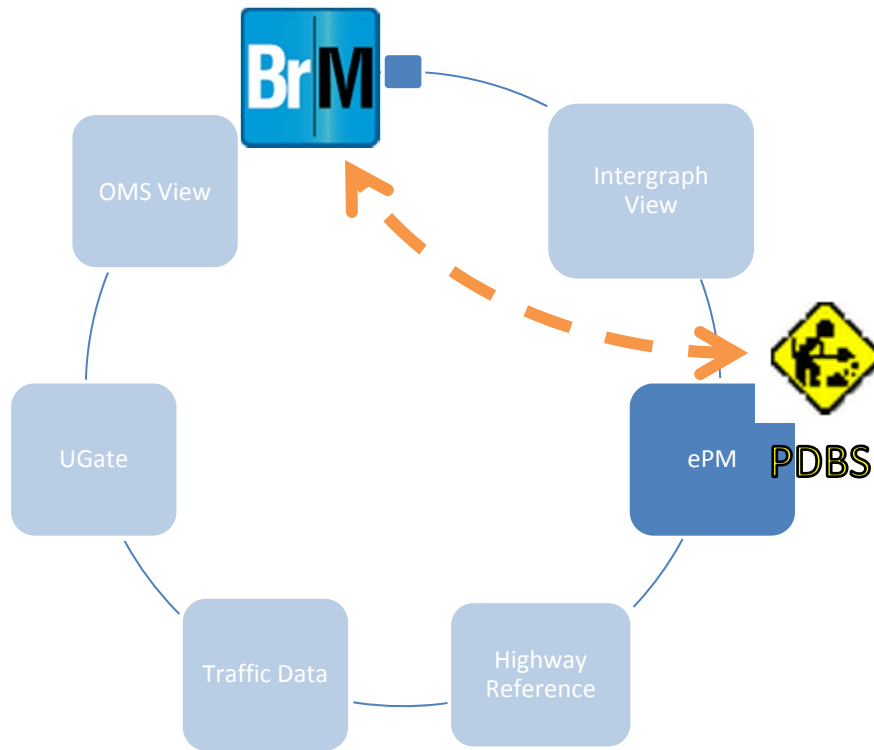 BrM
OMS View
Intergraph
View
UGate
ePM
PDBS
Traffic Data
Highway
Reference